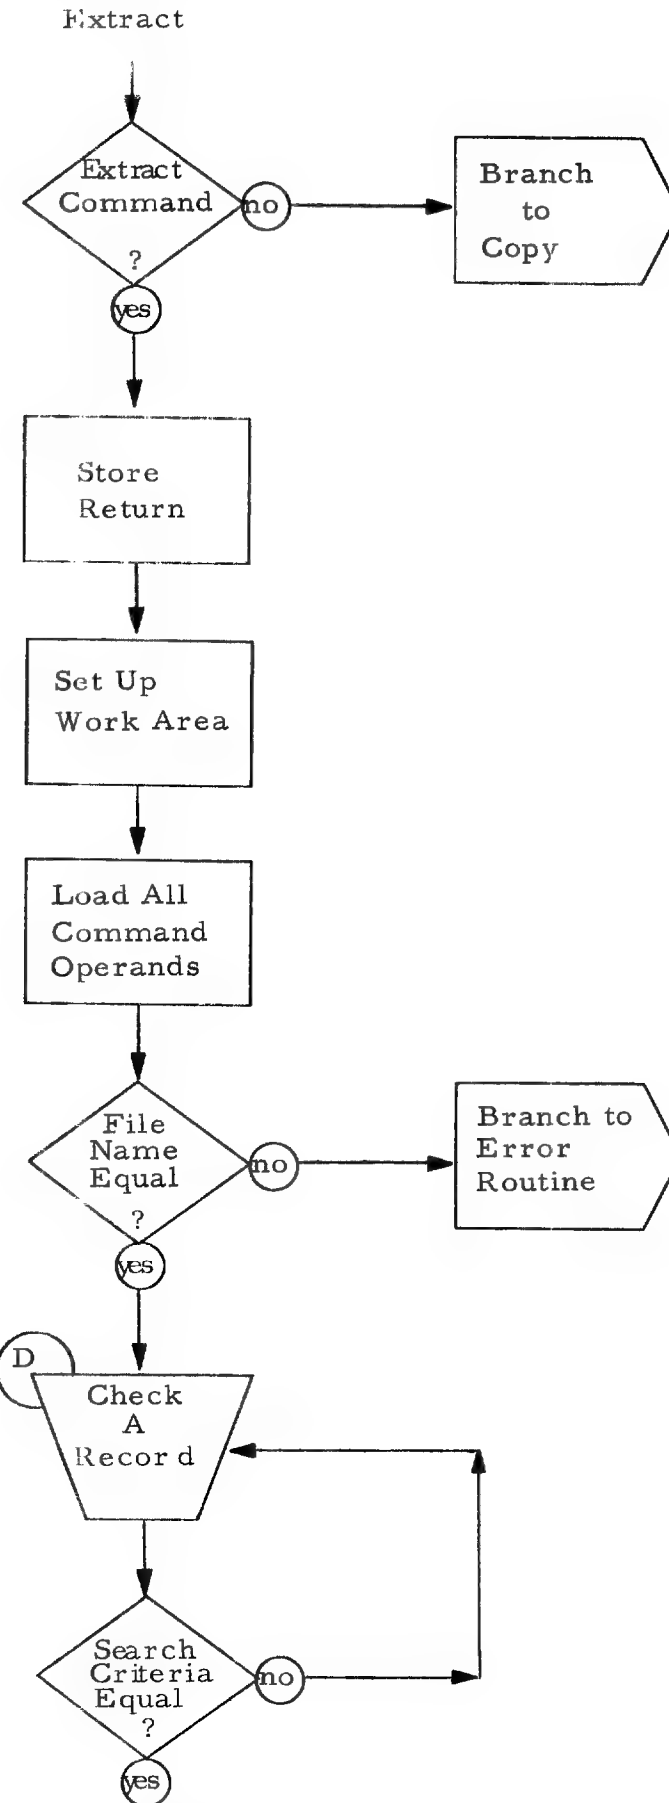 Extract
Extract
Command
?
no
Branch
to
Copy
yes
Store
Return
Set Up
Work Area
Load All
Command
Operands
File
Name
Equal
?
no
Branch to
Error
Routine
yes
D
Check
A
Record
Search
Criteria
Equal
?
no
yes